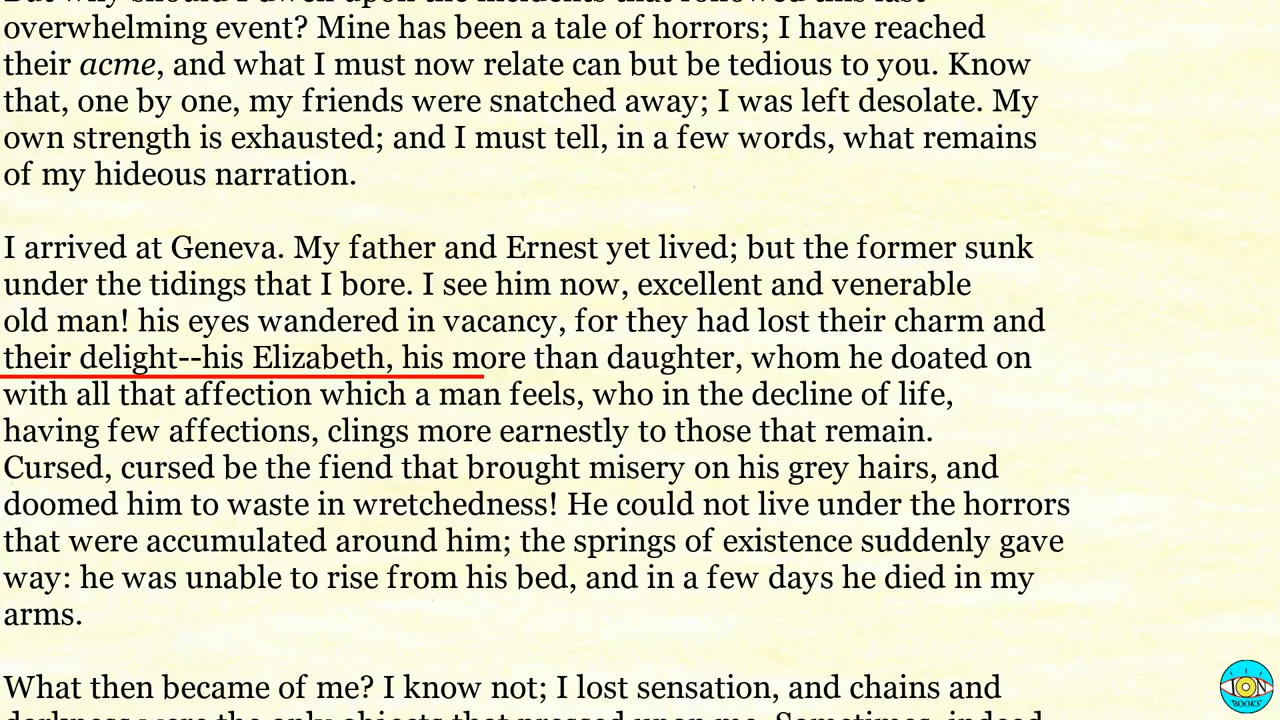 overwhelming event? Mine has been a tale of horrors; I have reached
their acme, and what I must now relate can but be tedious to you. Know
that, one by one, my friends were snatched away; I was left desolate. My
own strength is exhausted; and I must tell, in a few words, what remains
of my hideous narration.
I arrived at Geneva. My father and Ernest yet lived; but the former sunk
under the tidings that I bore. I see him now, excellent and venerable
old man! his eyes wandered in vacancy, for they had lost their charm and
their delight--his Elizabeth, his more than daughter, whom he doated on
with all that affection which a man feels, who in the decline of life,
having few affections, clings more earnestly to those that remain.
Cursed, cursed be the fiend that brought misery on his grey hairs, and
doomed him to waste in wretchedness! He could not live under the horrors
that were accumulated around him; the springs of existence suddenly gave
way: he was unable to rise from his bed, and in a few days he died in my
arms.
What then became of me? I know not; I lost sensation, and chains and
ION
BOOKS